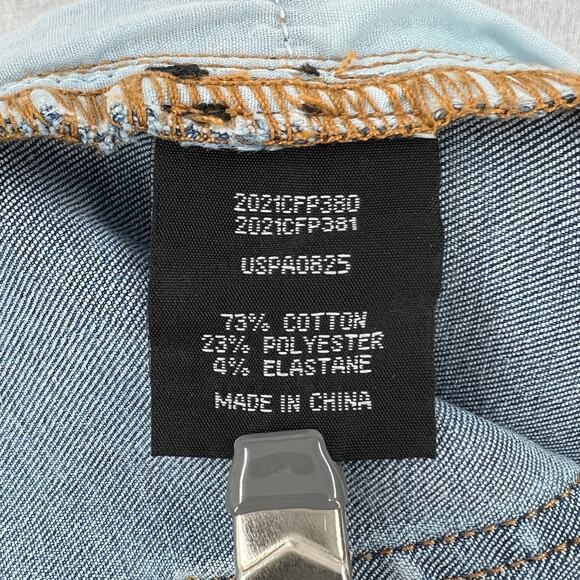 2021CFP380
2021CFP381
USPA0825
73% COTTON
23% POLYESTER
4% ELASTANE
MADE IN CHINA